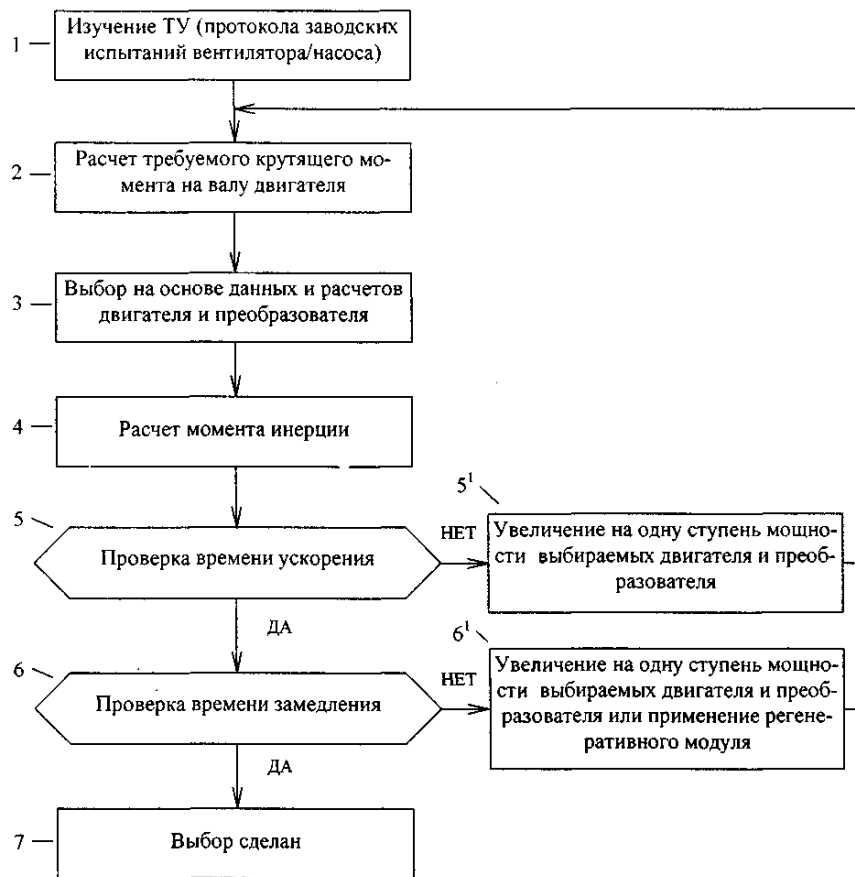 1
Изучение ТУ (протокола заводских
испытаний вентилятора/насоса)
2
Расчет требуемого крутящего мо-
мента на валу двигателя
3
Выбор на основе данных и расчетов
двигателя и преобразователя
4
Расчет момента инерции
5
Проверка времени ускорения
НЕТ
5¹
Увеличение на одну ступень мощно-
сти выбираемых двигателя и преоб-
разователя
ДА
6
Проверка времени замедления
НЕТ
6¹
Увеличение на одну ступень мощно-
сти выбираемых двигателя и преоб-
разователя или применение регене-
ративного модуля
ДА
7
Выбор сделан